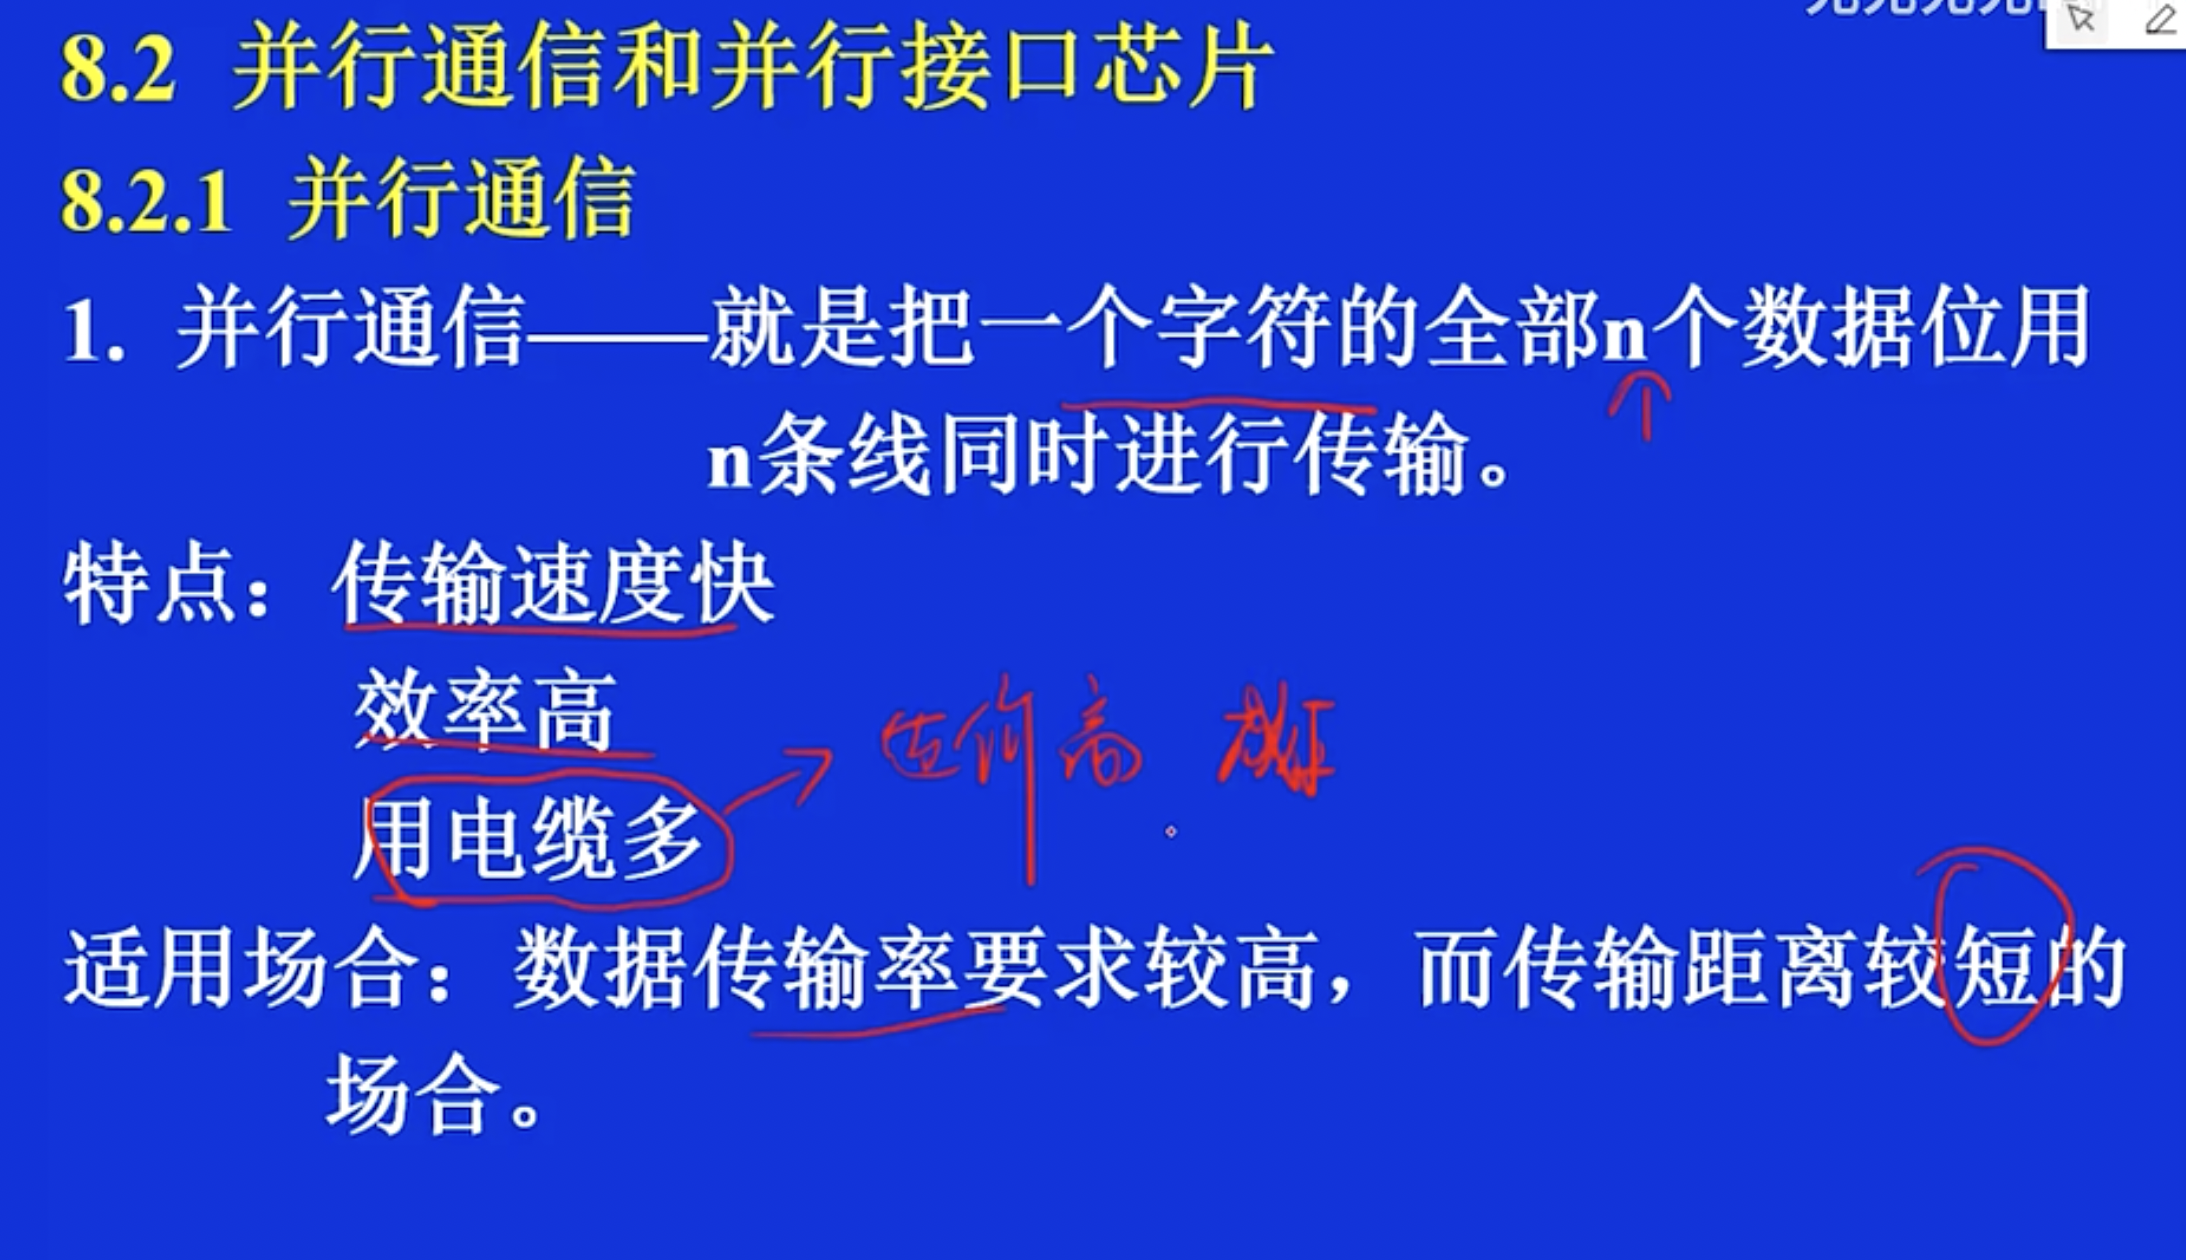 8.2 并行通信和并行接口芯片
8.2.1 并行通信
1. 并行通信——就是把一个字符的全部n个数据位用
n条线同时进行传输。
特点：传输速度快
效率高
造价高
用电缆多
适用场合：数据传输率要求较高，而传输距离较短的
场合。